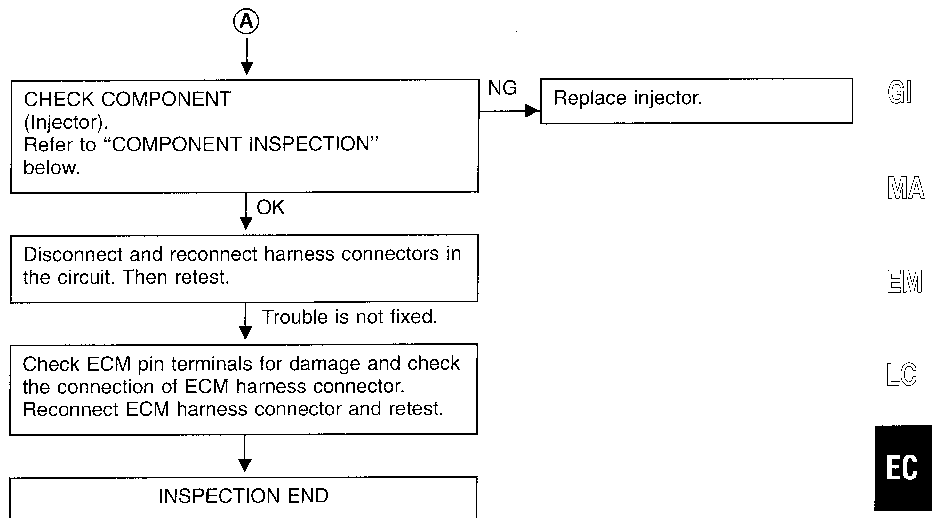 A
CHECK COMPONENT
(Injector).
Refer to “COMPONENT INSPECTION”
below.
NG
Replace injector.
OK
Disconnect and reconnect harness connectors in
the circuit. Then retest.
Trouble is not fixed.
Check ECM pin terminals for damage and check
the connection of ECM harness connector.
Reconnect ECM harness connector and retest.
INSPECTION END
GI
MA
EM
LC
EC